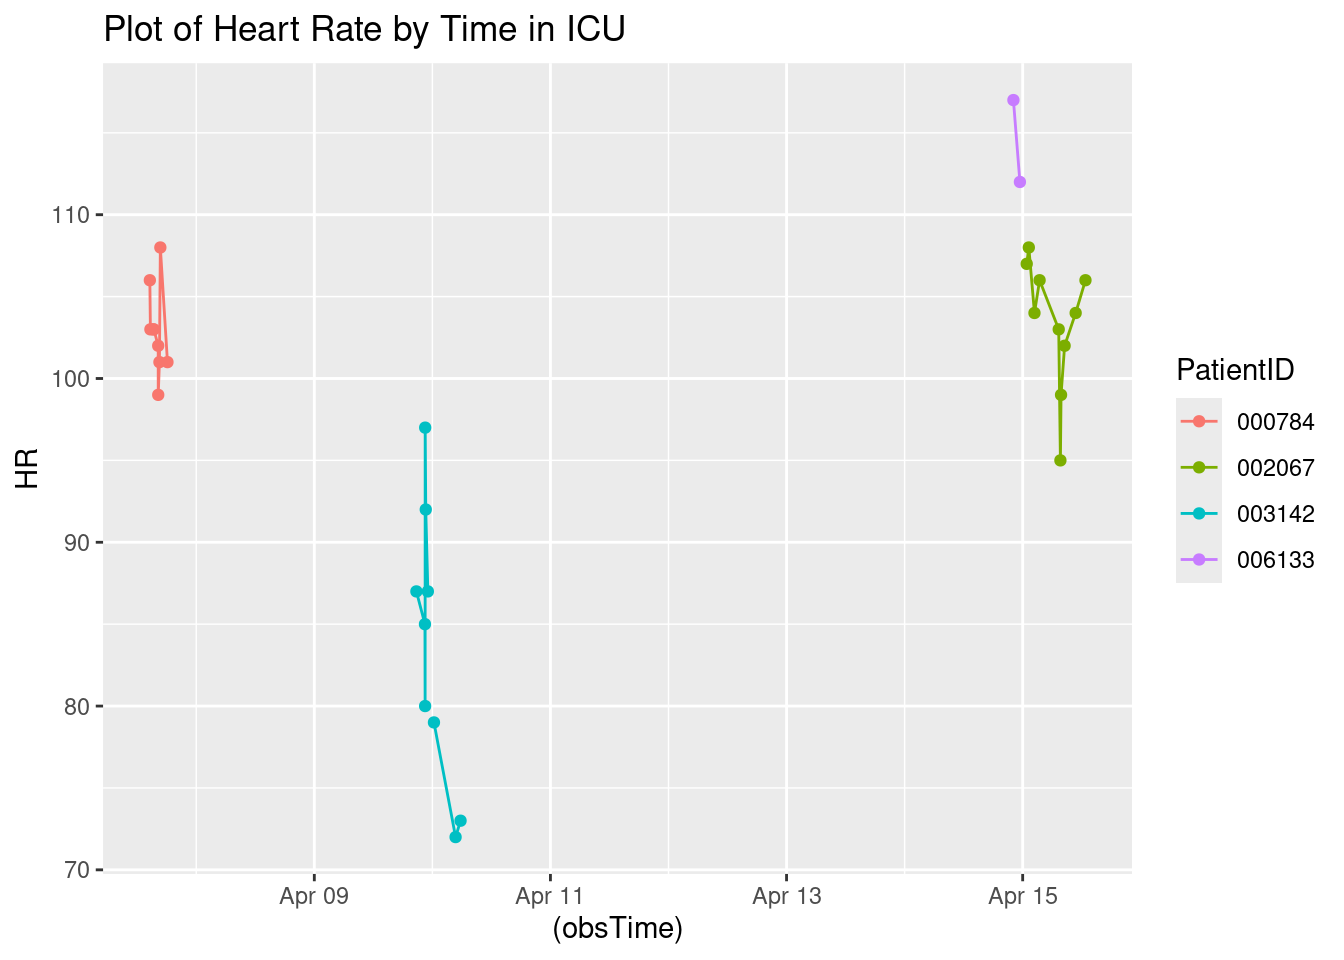 Plot of Heart Rate by Time in ICU
HR
110
100
90
80
70
Apr 09
Apr 11
Apr 13
Apr 15
(obsTime)
PatientID
000784
002067
003142
006133